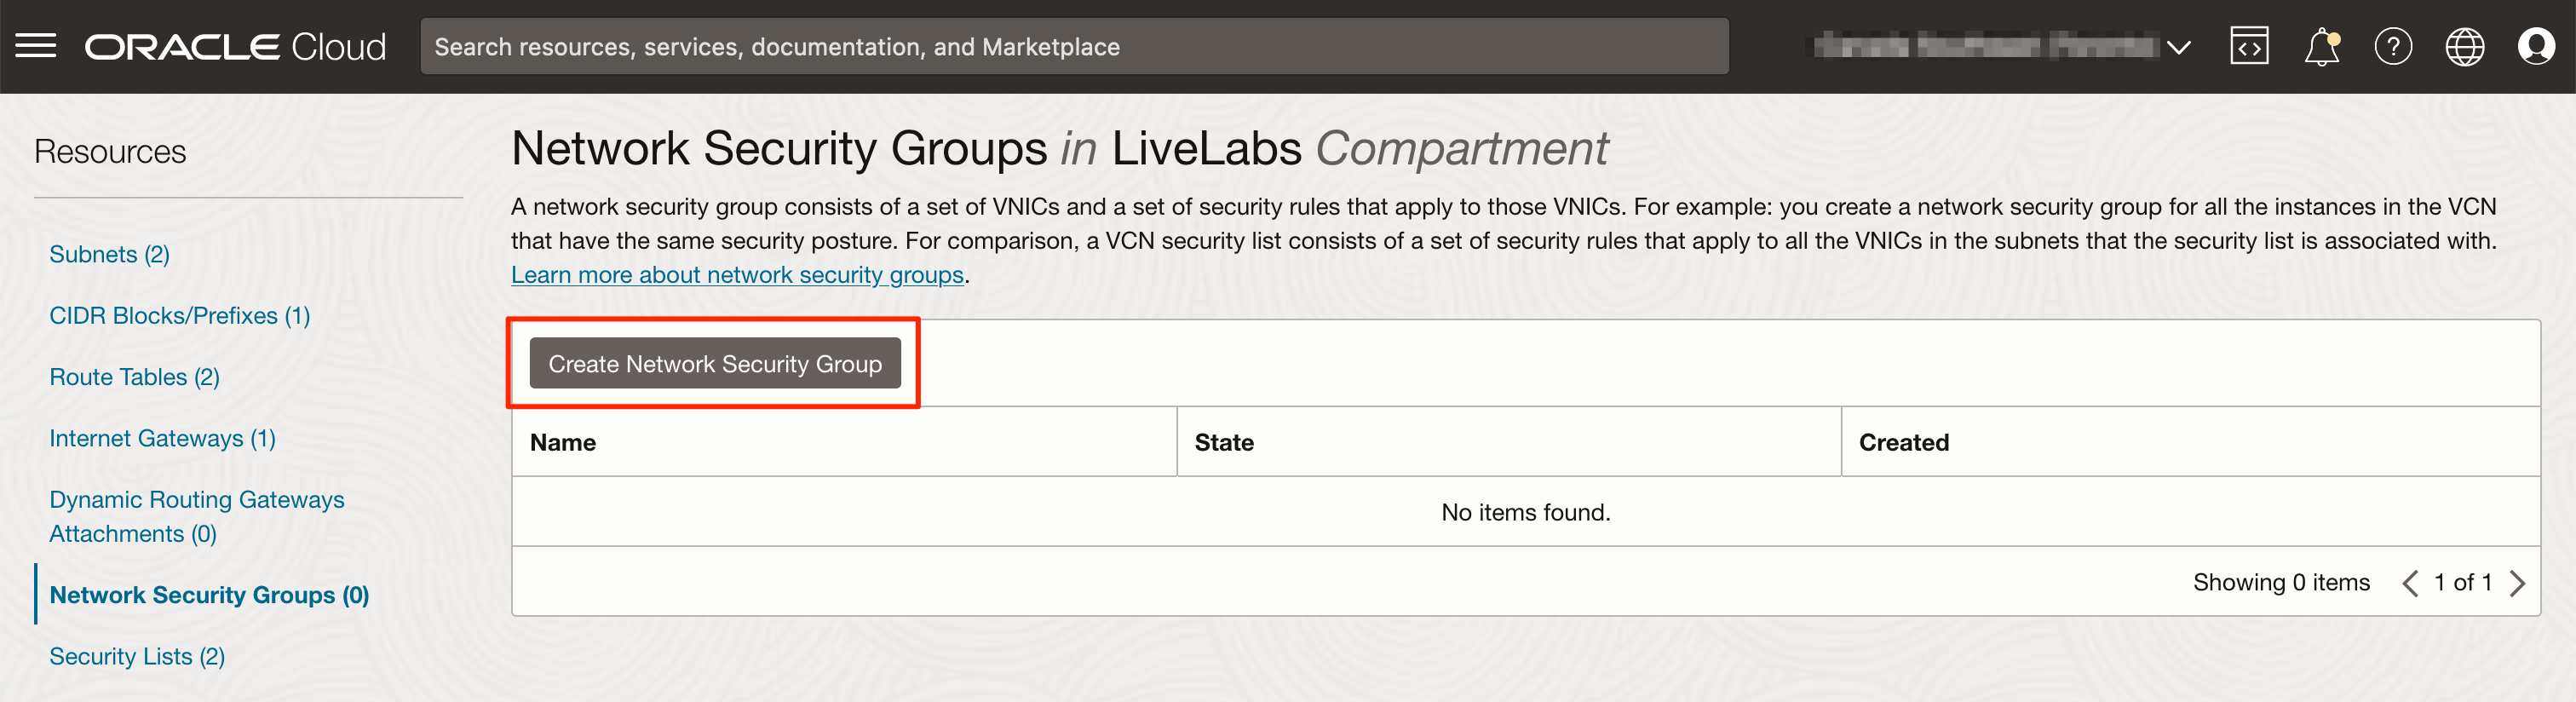 ORACLE Cloud
Search resources, services, documentation, and Marketplace
Resources
Subnets (2)
CIDR Blocks/Prefixes (1)
Route Tables (2)
Internet Gateways (1)
Dynamic Routing Gateways
Attachments (0)
Network Security Groups (0)
Security Lists (2)
Network Security Groups in LiveLabs Compartment
A network security group consists of a set of VNICs and a set of security rules that apply to those VNICs. For example: you create a network security group for all the instances in the VCN
that have the same security posture. For comparison, a VCN security list consists of a set of security rules that apply to all the VNICs in the subnets that the security list is associated with.
Learn more about network security groups.
Create Network Security Group
Name State Created
No items found.
Showing 0 items 1 of 1